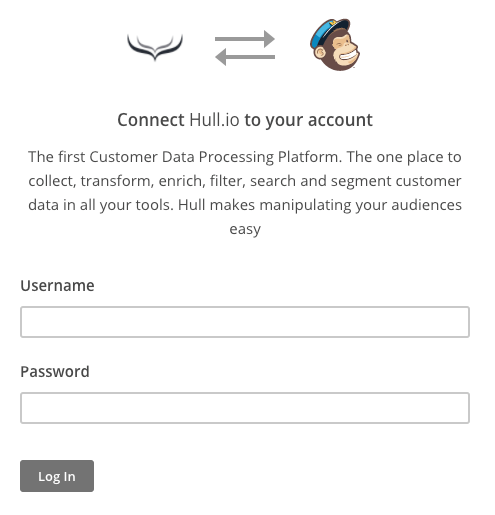 Connect Hull.io to your account
The first Customer Data Processing Platform. The one place to
collect, transform, enrich, filter, search and segment customer
data in all your tools. Hull makes manipulating your audiences
easy
Username
Password
Log In